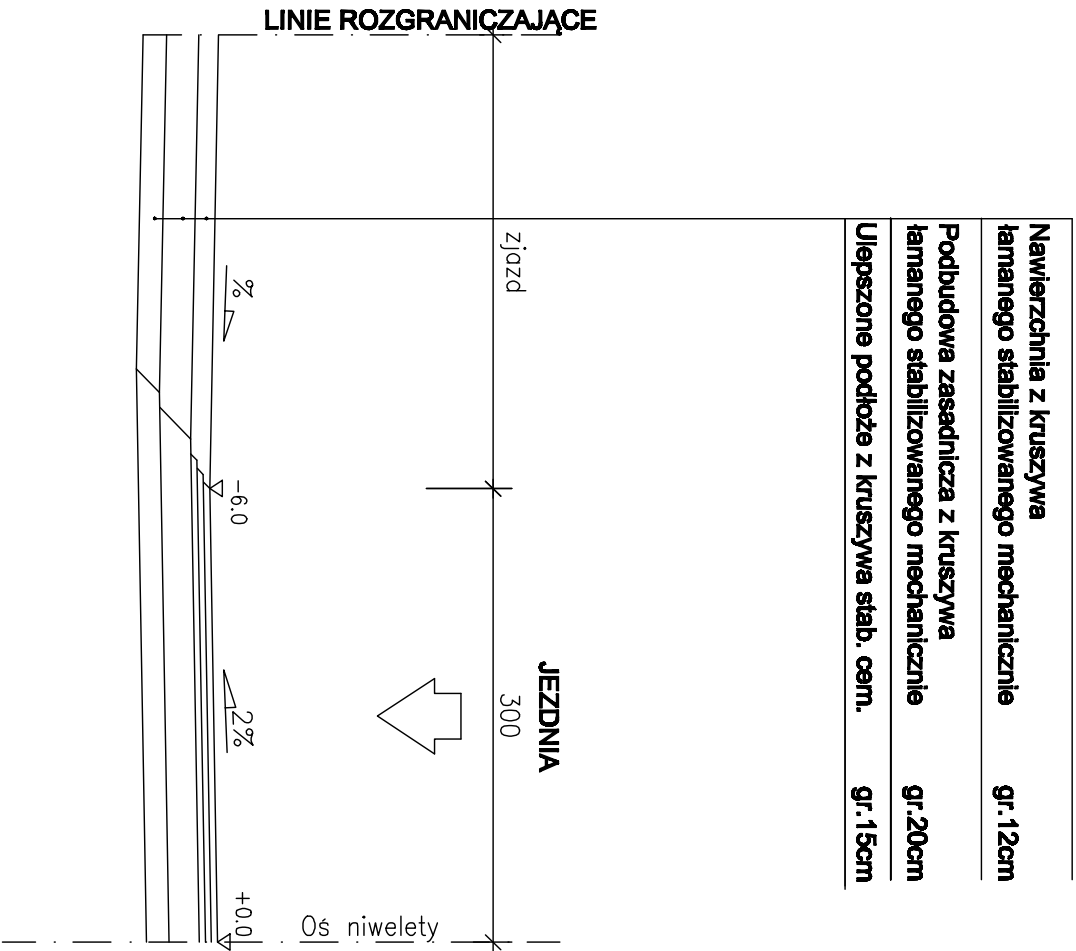 LINIE ROZGRANICZAJĄCE
Nawierzchnia z kruszywa
łamanego stabilizowanego mechanicznie gr.12cm
Podbudowa zasadnicza z kruszywa
łamanego stabilizowanego mechanicznie gr.20cm
Ulepszone podłoże z kruszywa stab. cem. gr.15cm
zjazd
JEZDNIA
300
%
-6.0
2%
+0.0
Oś niwelety